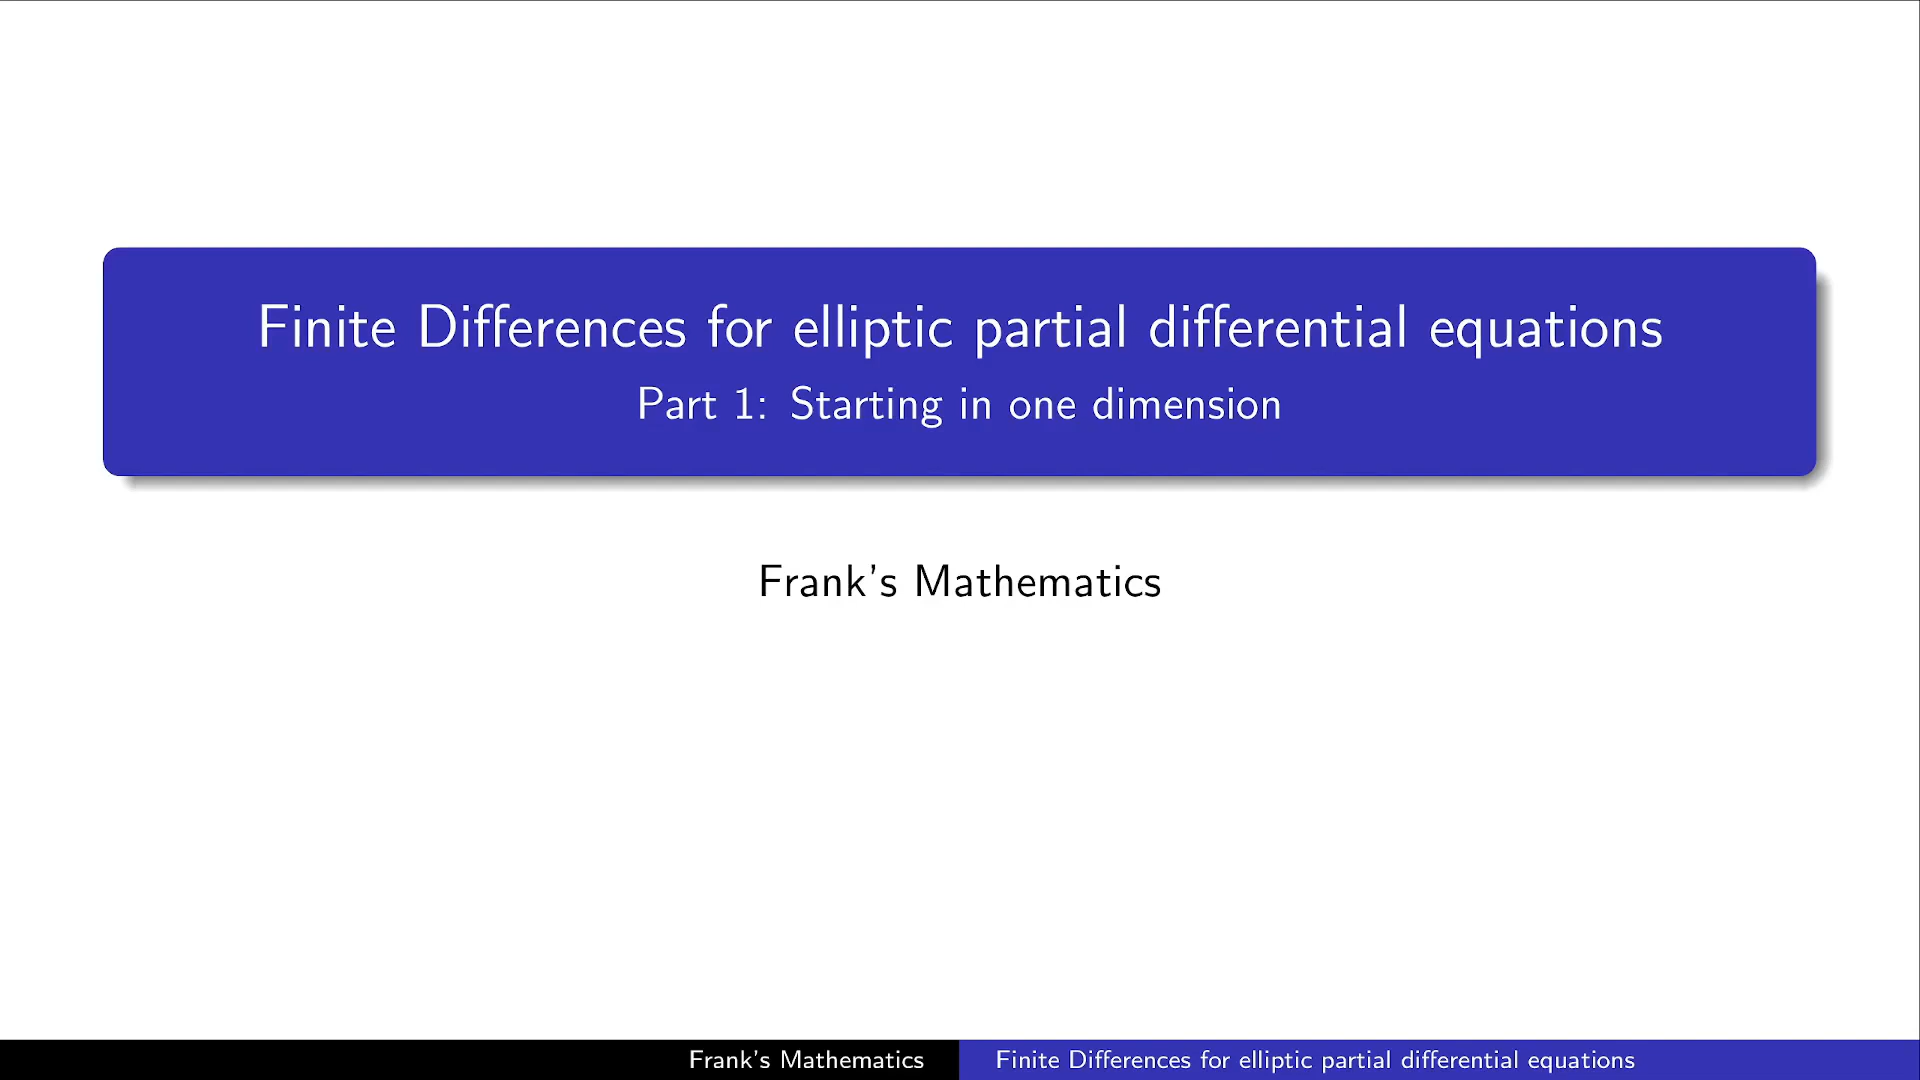 Finite Differences for elliptic partial differential equations
Part 1: Starting in one dimension
Frank's Mathematics
Frank's Mathematics
Finite Differences for elliptic partial differential equations